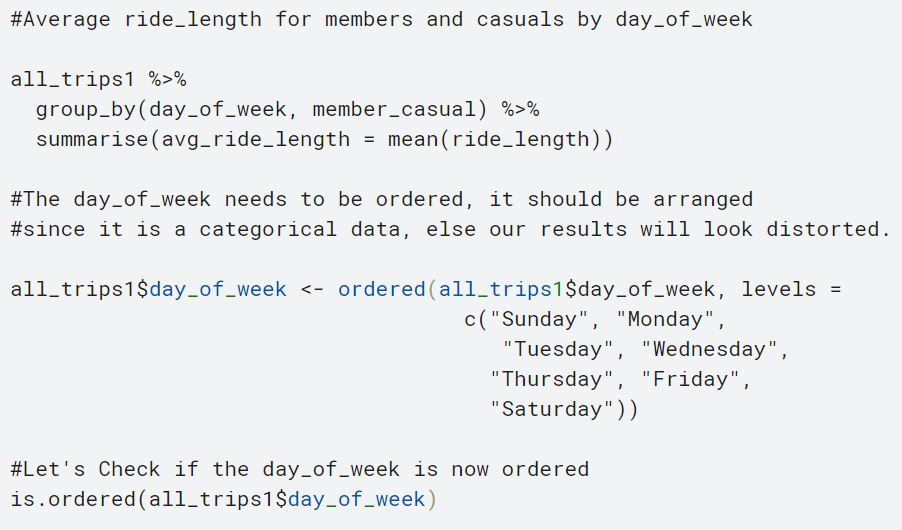 #Average ride_length for members and casuals by day_of_week
all_trips1 %>%
group_by(day_of_week, member_casual) %>%
summarise(avg_ride_length = mean(ride_length))
#The day_of_week needs to be ordered, it should be arranged
#since it is a categorical data, else our results will look distorted.
all_trips1$day_of_week <- ordered(all_trips1$day_of_week, levels =
c("Sunday", "Monday",
"Tuesday", "Wednesday",
"Thursday", "Friday",
"Saturday"))
#Let's Check if the day_of_week is now ordered
is.ordered(all_trips1$day_of_week)